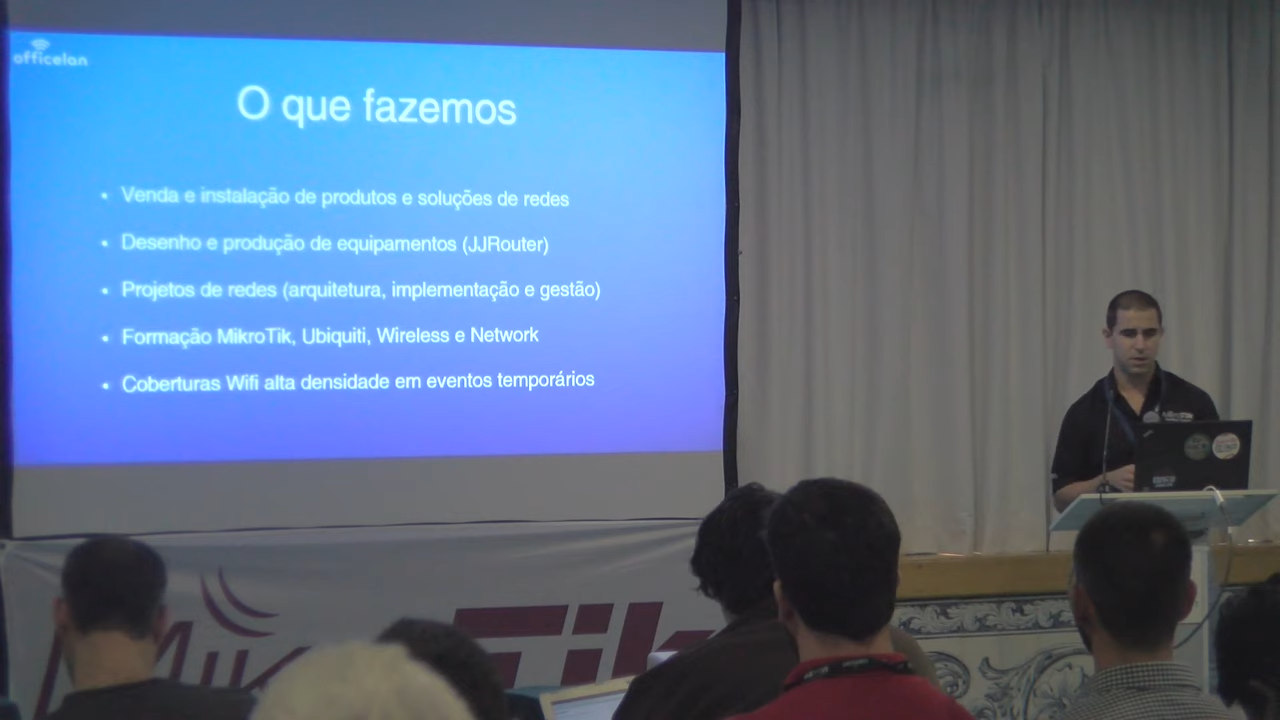 officelan
O que fazemos
• Venda e instalação de produtos e soluções de redes
• Desenho e produção de equipamentos (JJRouter)
• Projetos de redes (arquitetura, implementação e gestão)
• Formação MikroTik, Ubiquiti, Wireless e Network
• Coberturas Wifi alta densidade em eventos temporários
MikroTik